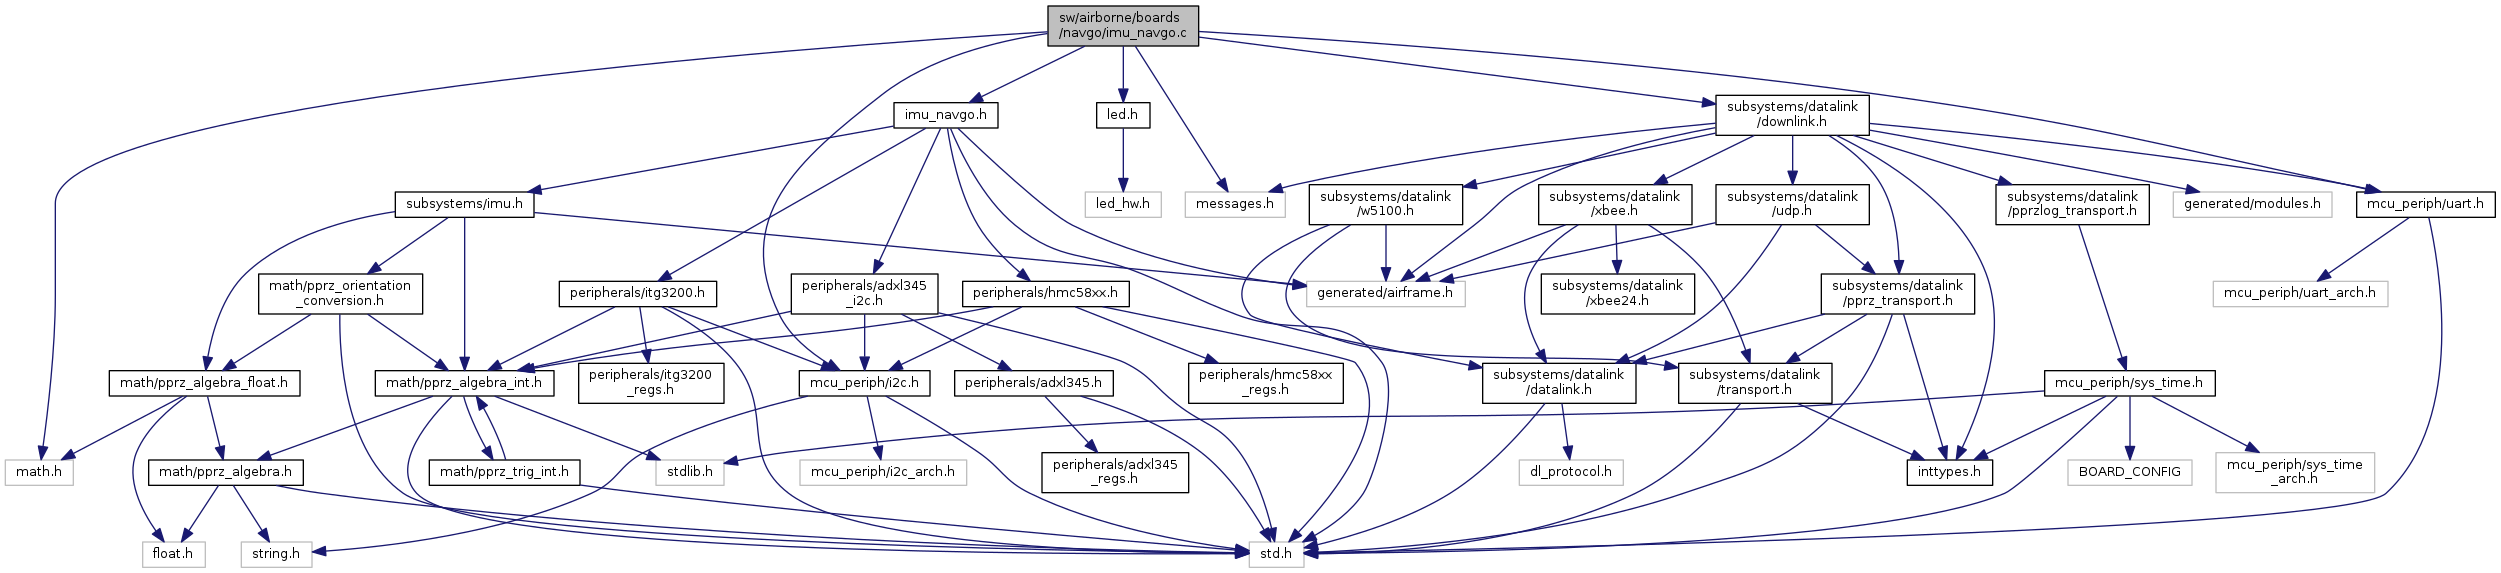 sw/airborne/boards
/navgo/imu_navgo.c
imu_navgo.h
led.h
subsystems/datalink
/downlink.h
subsystems/imu.h
led_hw.h
messages.h
subsystems/datalink
/w5100.h
subsystems/datalink
/xbee.h
subsystems/datalink
/udp.h
subsystems/datalink
/pprzlog_transport.h
generated/modules.h
mcu_periph/uart.h
math/pprz_orientation
_conversion.h
peripherals/itg3200.h
peripherals/adxl345
_i2c.h
peripherals/hmc58xx.h
generated/airframe.h
subsystems/datalink
/xbee24.h
subsystems/datalink
/pprz_transport.h
mcu_periph/uart_arch.h
math/pprz_algebra_float.h
math/pprz_algebra_int.h
peripherals/itg3200
_regs.h
mcu_periph/i2c.h
peripherals/adxl345.h
peripherals/hmc58xx
_regs.h
subsystems/datalink
/datalink.h
subsystems/datalink
/transport.h
mcu_periph/sys_time.h
math.h
math/pprz_algebra.h
math/pprz_trig_int.h
stdlib.h
mcu_periph/i2c_arch.h
peripherals/adxl345
_regs.h
dl_protocol.h
inttypes.h
BOARD_CONFIG
mcu_periph/sys_time
_arch.h
float.h
string.h
std.h